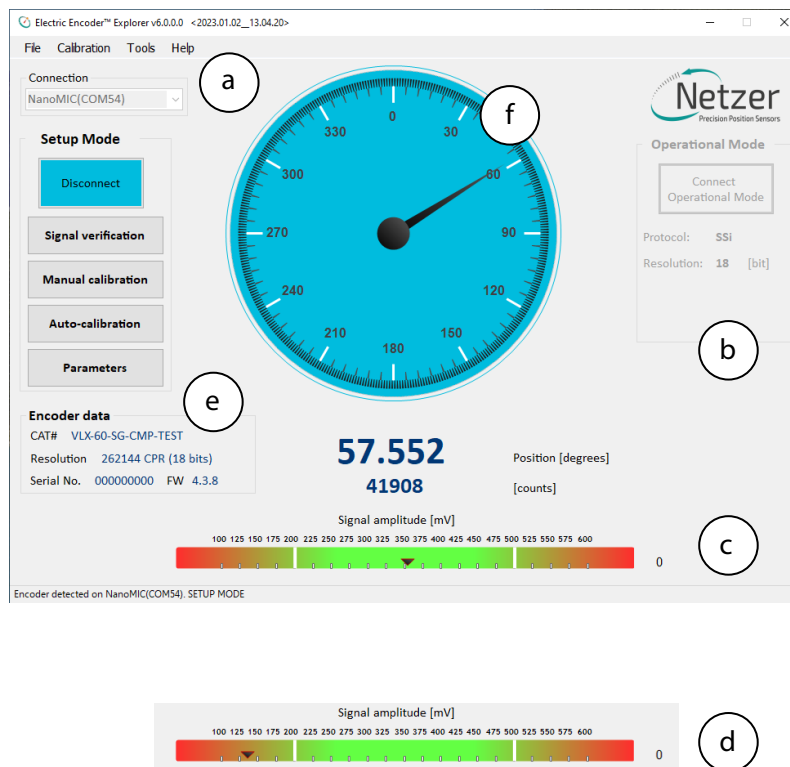 Electric Encoder™ Explorer v6.0.0.0 <2023.01.02__13.04.20>
File Calibration Tools Help
Connection
NanoMIC(COM54)
a
Setup Mode
Disconnect
Signal verification
Manual calibration
Auto-calibration
Parameters
e
Encoder data
CAT# VLX-60-SG-CMP-TEST
Resolution 262144 CPR (18 bits)
Serial No. 000000000 FW 4.3.8
f
0
30
60
90
120
150
180
210
240
270
300
330
57.552 Position [degrees]
41908 [counts]
Netzer
Precision Position Sensors
Operational Mode
Connect
Operational Mode
Protocol: SSi
Resolution: 18 [bit]
b
Signal amplitude [mV]
100 125 150 175 200 225 250 275 300 325 350 375 400 425 450 475 500 525 550 575 600
0
c
Encoder detected on NanoMIC(COM54). SETUP MODE
Signal amplitude [mV]
100 125 150 175 200 225 250 275 300 325 350 375 400 425 450 475 500 525 550 575 600
0
d